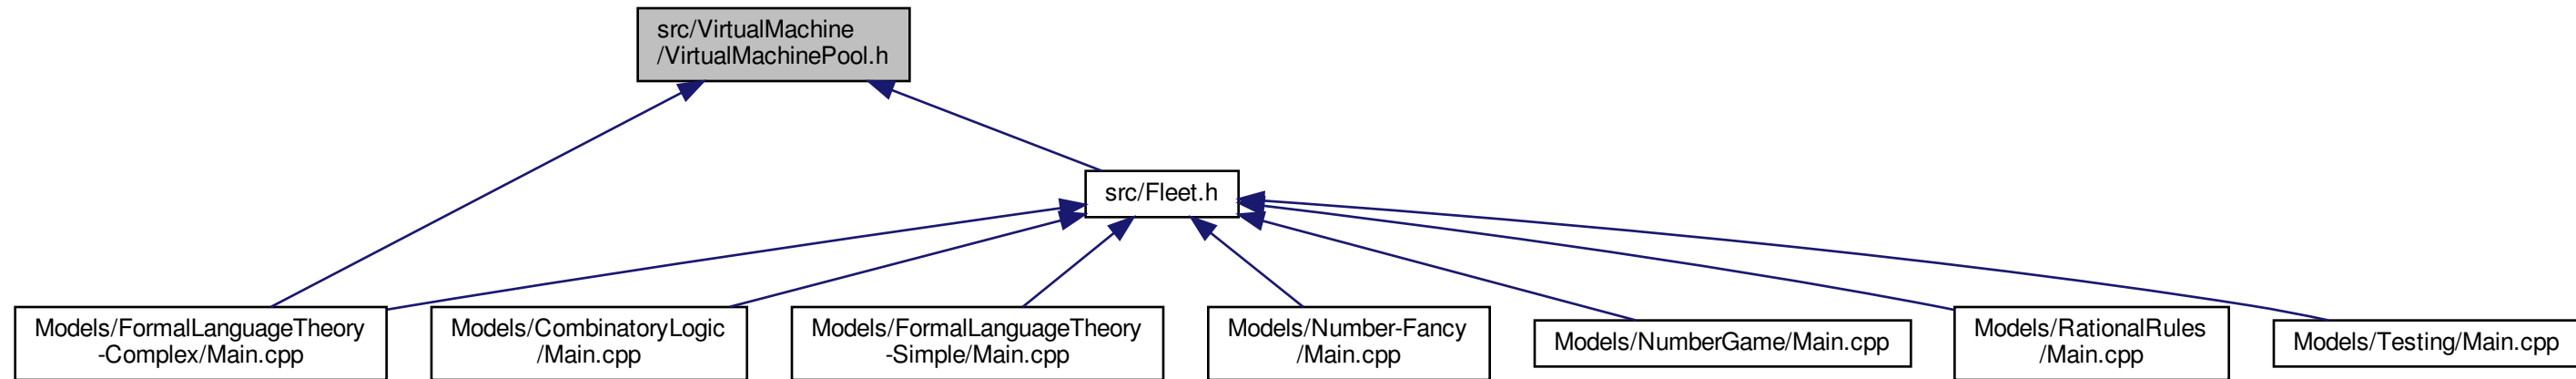 src/VirtualMachine
/VirtualMachinePool.h
src/Fleet.h
Models/FormalLanguageTheory
-Complex/Main.cpp
Models/CombinatoryLogic
/Main.cpp
Models/FormalLanguageTheory
-Simple/Main.cpp
Models/Number-Fancy
/Main.cpp
Models/NumberGame/Main.cpp
Models/RationalRules
/Main.cpp
Models/Testing/Main.cpp